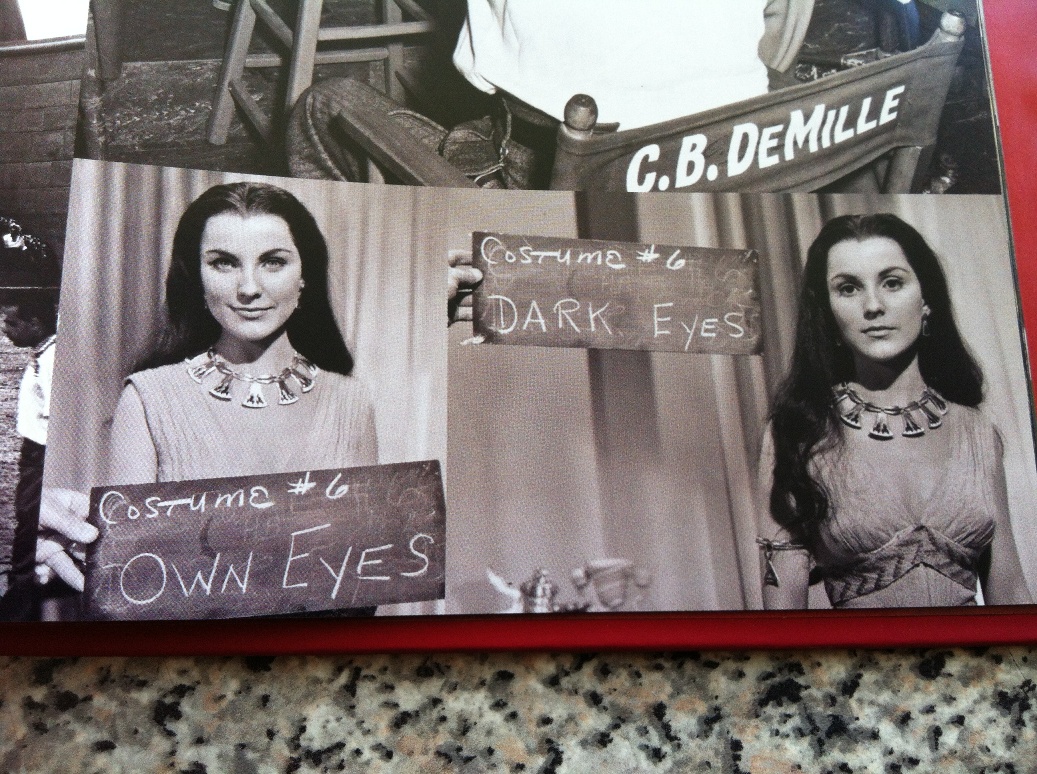 C.B. DEMILLE
COSTUME # 6
OWN EYES
COSTUME # 6
DARK EYES